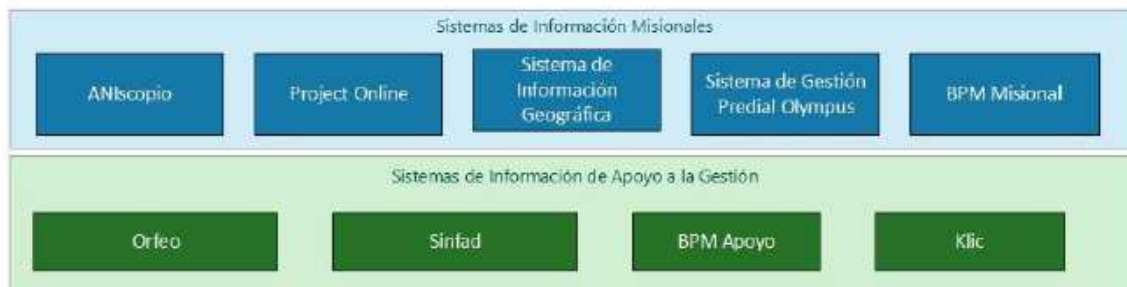 Sistemas de Información Misionales
ANIscopio
Project Online
Sistema de
Información
Geográfica
Sistema de Gestión
Predial Olympus
BPM Misional
Sistemas de Información de Apoyo a la Gestión
Orfeo
Sinfad
BPM Apoyo
Klic